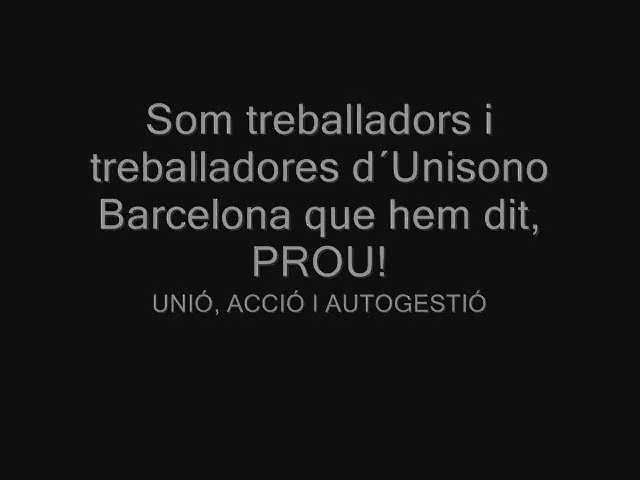 Som treballadors i
treballadores d´Unisono
Barcelona que hem dit,
PROU!
UNIÓ, ACCIÓ I AUTOGESTIÓ